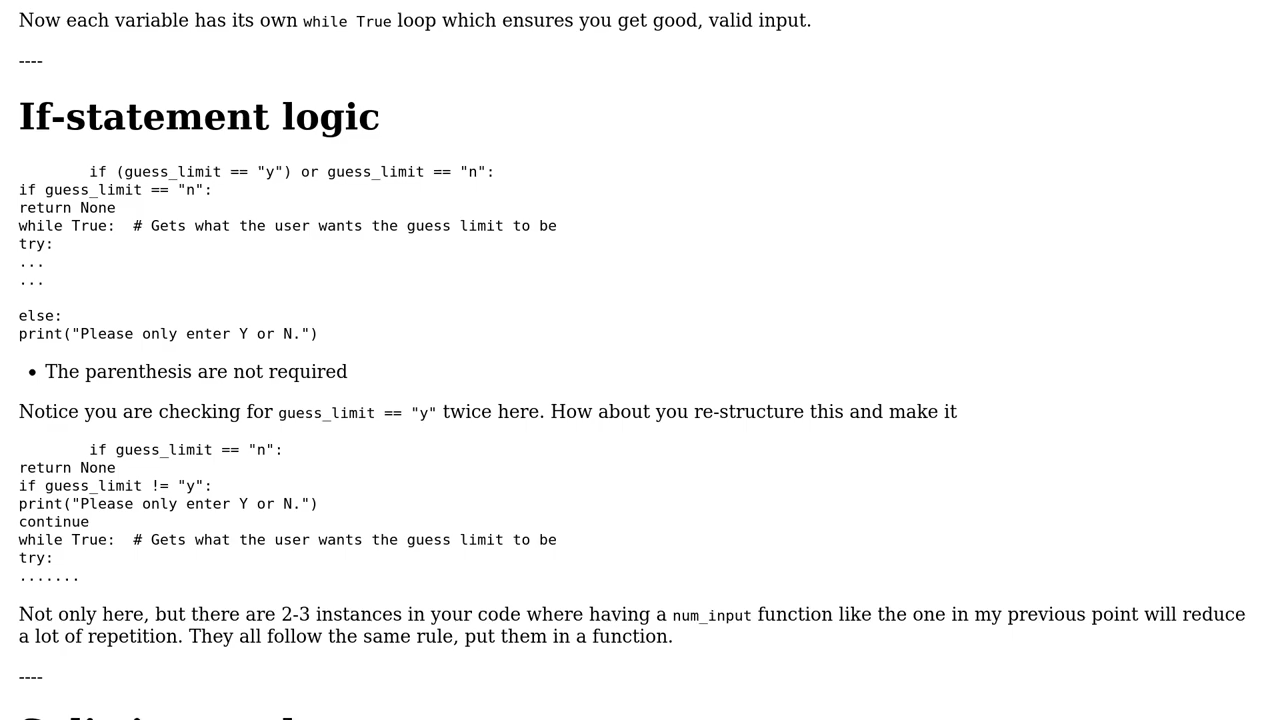 Now each variable has its own while True loop which ensures you get good, valid input.
----
If-statement logic
if (guess_limit == "y") or guess_limit == "n":
if guess_limit == "n":
return None
while True:  # Gets what the user wants the guess limit to be
try:
...
...
else:
print("Please only enter Y or N.")
• The parenthesis are not required
Notice you are checking for guess_limit == "y" twice here. How about you re-structure this and make it
if guess_limit == "n":
return None
if guess_limit != "y":
print("Please only enter Y or N.")
continue
while True:  # Gets what the user wants the guess limit to be
try:
.......
Not only here, but there are 2-3 instances in your code where having a num_input function like the one in my previous point will reduce
a lot of repetition. They all follow the same rule, put them in a function.
----